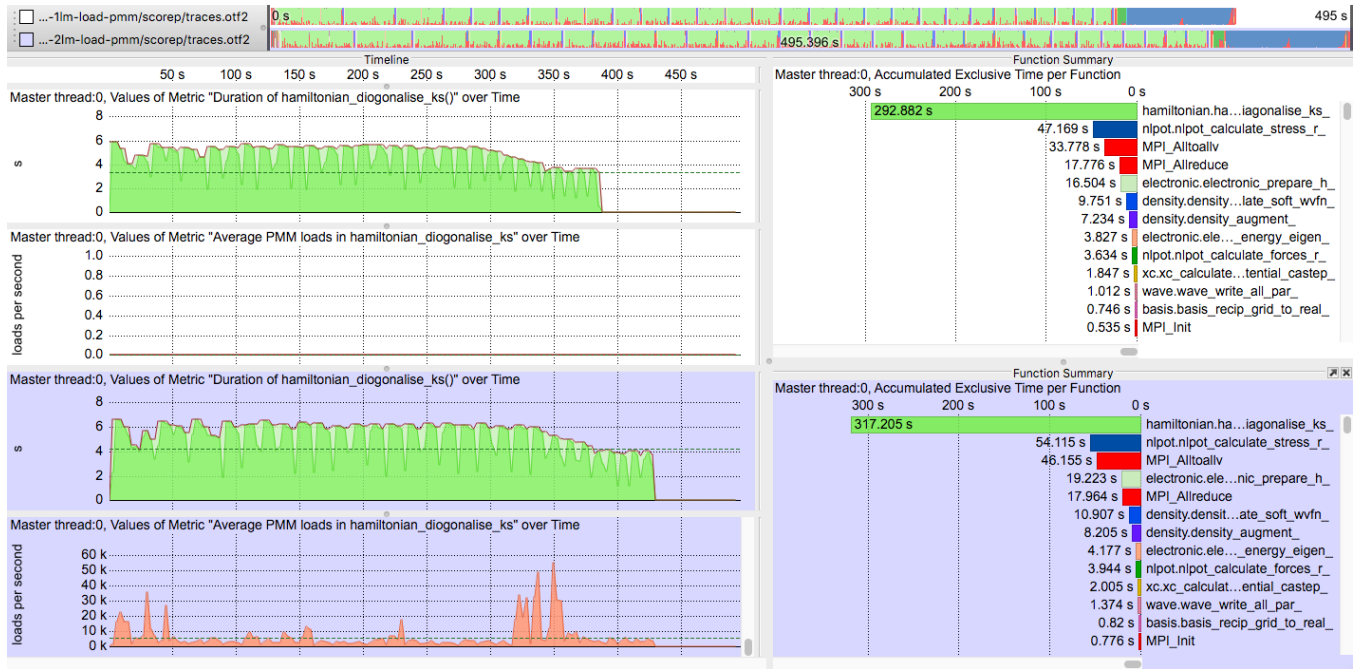 ...-1lm-load-pmm/scorep/traces.otf2 0 s 495 s
...-2lm-load-pmm/scorep/traces.otf2 495.396 s
Timeline
50 s 100 s 150 s 200 s 250 s 300 s 350 s 400 s 450 s
Master thread:0, Values of Metric "Duration of hamiltonian_diogonalise_ks()" over Time
8
6
s
4
2
0
Master thread:0, Values of Metric "Average PMM loads in hamiltonian_diogonalise_ks" over Time
loads per second
1.0
0.8
0.6
0.4
0.2
0.0
Master thread:0, Values of Metric "Duration of hamiltonian_diogonalise_ks()" over Time
8
6
s
4
2
0
Master thread:0, Values of Metric "Average PMM loads in hamiltonian_diogonalise_ks" over Time
loads per second
60 k
50 k
40 k
30 k
20 k
10 k
0 k
Function Summary
Master thread:0, Accumulated Exclusive Time per Function
300 s 200 s 100 s 0 s
292.882 s hamiltonian.ha...iagonalise_ks_
47.169 s nlpot.nlpot_calculate_stress_r_
33.778 s MPI_Alltoallv
17.776 s MPI_Allreduce
16.504 s electronic.electronic_prepare_h_
9.751 s density.density...late_soft_wvfn_
7.234 s density.density_augment_
3.827 s electronic.ele..._energy_eigen_
3.634 s nlpot.nlpot_calculate_forces_r_
1.847 s xc.xc_calculate...tential_castep_
1.012 s wave.wave_write_all_par_
0.746 s basis.basis_recip_grid_to_real_
0.535 s MPI_Init
Function Summary
Master thread:0, Accumulated Exclusive Time per Function
300 s 200 s 100 s 0 s
317.205 s hamiltonian.ha...iagonalise_ks_
54.115 s nlpot.nlpot_calculate_stress_r_
46.155 s MPI_Alltoallv
19.223 s electronic.ele...nic_prepare_h_
17.964 s MPI_Allreduce
10.907 s density.densit...ate_soft_wvfn_
8.205 s density.density_augment_
4.177 s electronic.ele..._energy_eigen_
3.944 s nlpot.nlpot_calculate_forces_r_
2.005 s xc.xc_calculat...ential_castep_
1.374 s wave.wave_write_all_par_
0.82 s basis.basis_recip_grid_to_real_
0.776 s MPI_Init